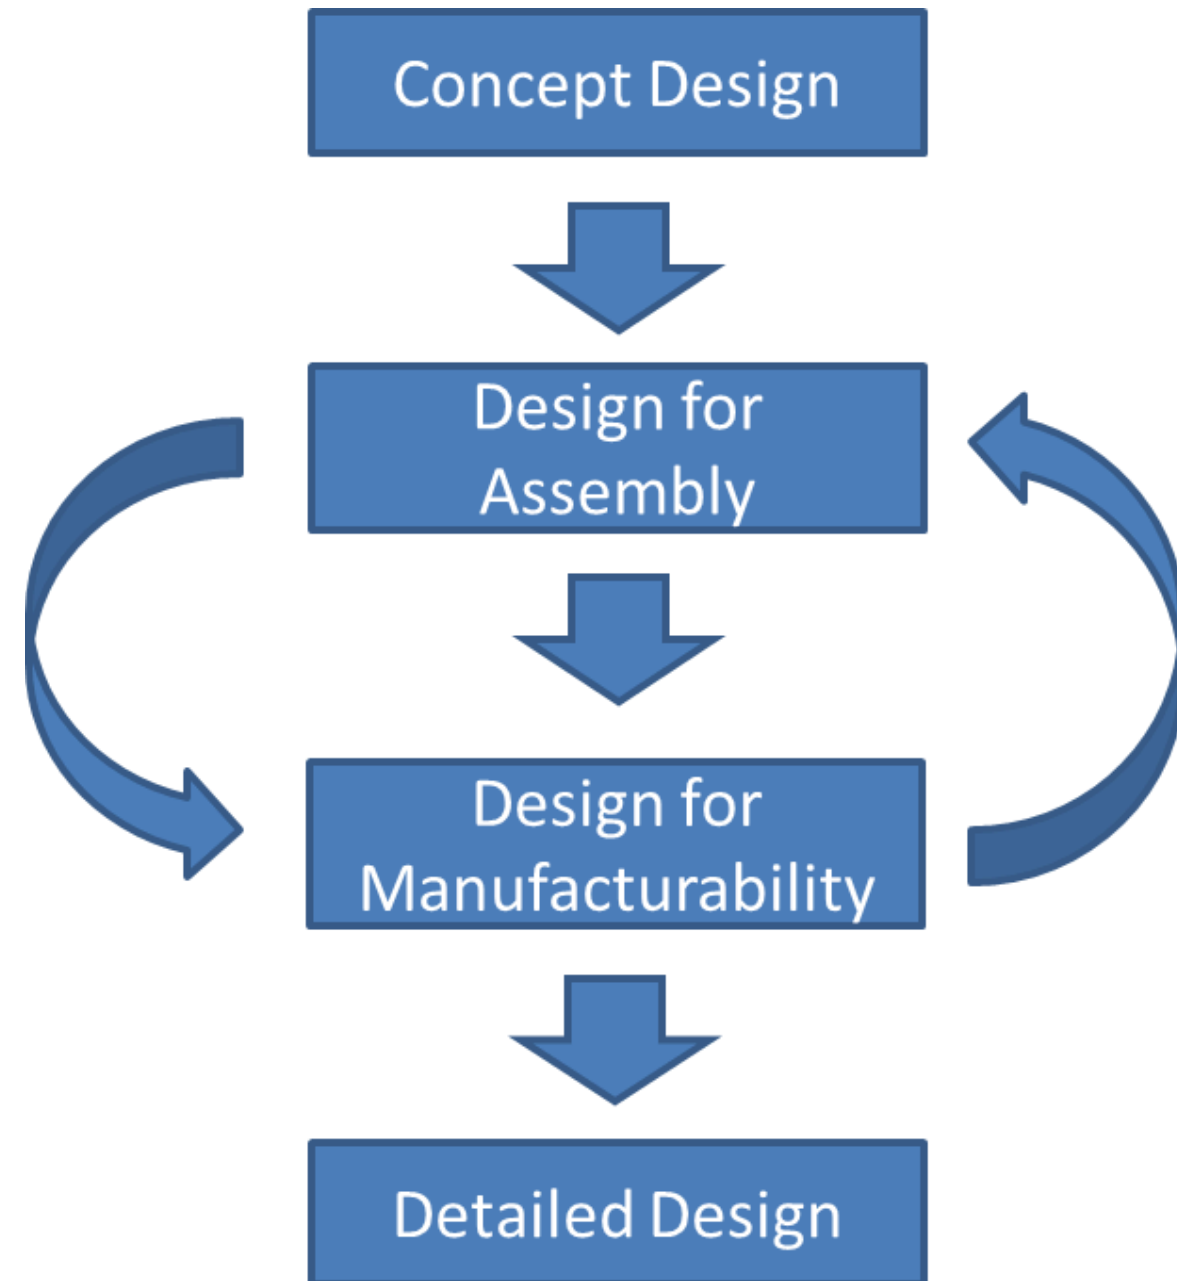 Concept Design
Design for
Assembly
Design for
Manufacturability
Detailed Design